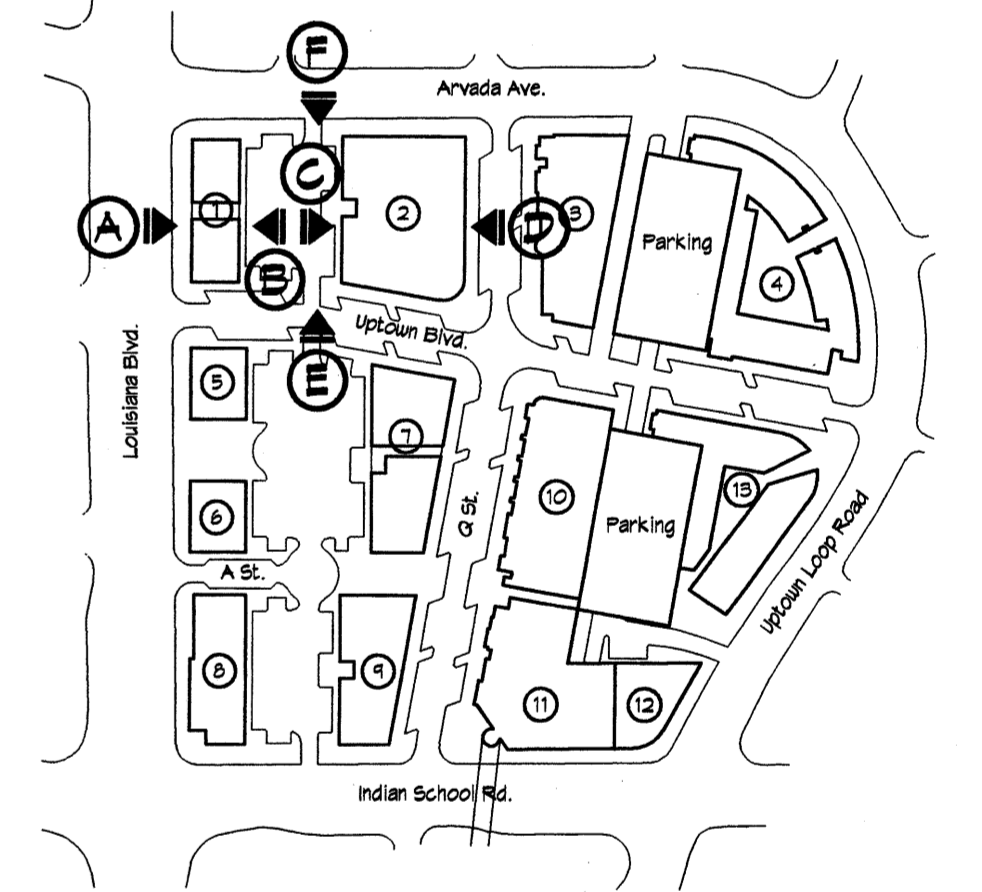 F
Arvada Ave.
C
A
1
2
3
D
Parking
B
4
Uptown Blvd.
E
Louisiana Blvd.
5
7
6
Q St.
10
Parking
13
A St.
Uptown Loop Road
8
9
11
12
Indian School Rd.